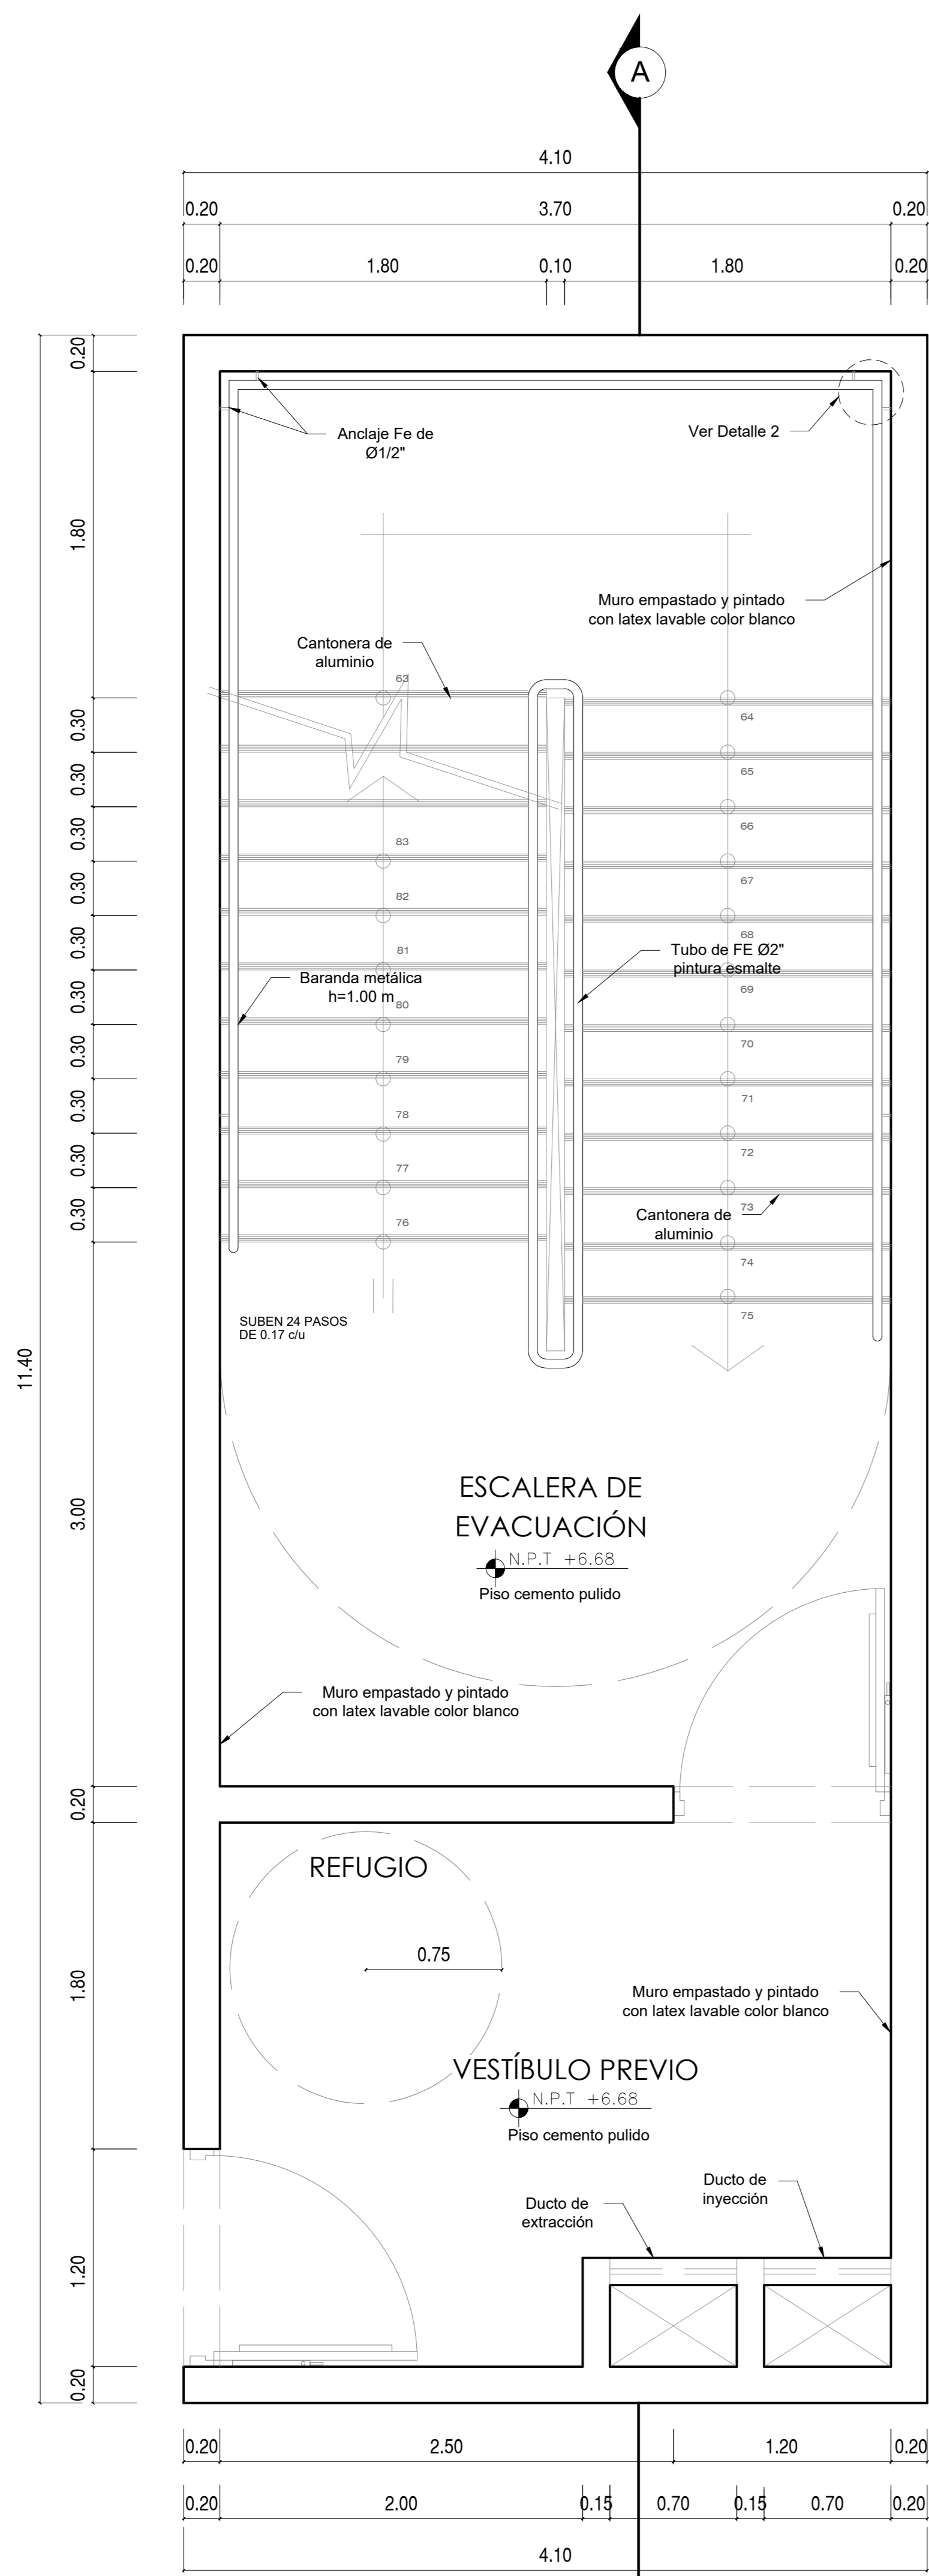 A
4.10
0.20 3.70 0.20
0.20 1.80 0.10 1.80 0.20
0.20
1.80
0.30
0.30
0.30
0.30
0.30
0.30
0.30
0.30
0.30
0.30
3.00
0.20
1.80
1.20
0.20
11.40
Anclaje Fe de
Ø1/2"
Ver Detalle 2
Muro empastado y pintado
con latex lavable color blanco
Cantonera de
aluminio
63
64
65
66
83
67
82
68
Tubo de FE Ø2"
pintura esmalte
81
Baranda metálica
h=1.00 m
69
80
70
79
71
78
72
77
73
Cantonera de
aluminio
76
74
75
SUBEN 24 PASOS
DE 0.17 c/u
ESCALERA DE
EVACUACIÓN
N.P.T +6.68
Piso cemento pulido
Muro empastado y pintado
con latex lavable color blanco
REFUGIO
0.75
Muro empastado y pintado
con latex lavable color blanco
VESTÍBULO PREVIO
N.P.T +6.68
Piso cemento pulido
Ducto de
extracción
Ducto de
inyección
0.20 2.50 1.20 0.20
0.20 2.00 0.15 0.70 0.15 0.70 0.20
4.10